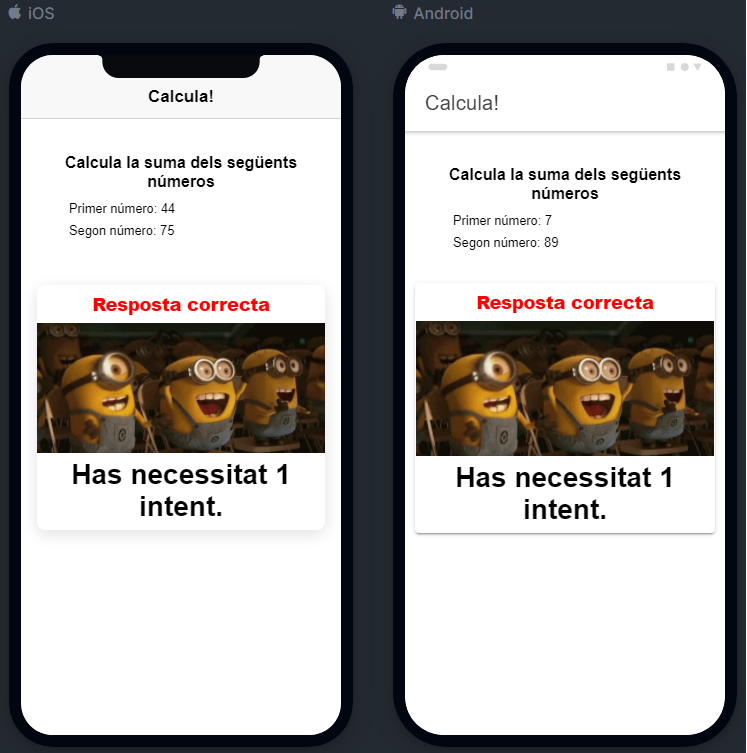 iOS
Calcula!
Calcula la suma dels següents
números
Primer número: 44
Segon número: 75
Resposta correcta
Has necessitat 1
intent.
Android
Calcula!
Calcula la suma dels següents
números
Primer número: 7
Segon número: 89
Resposta correcta
Has necessitat 1
intent.